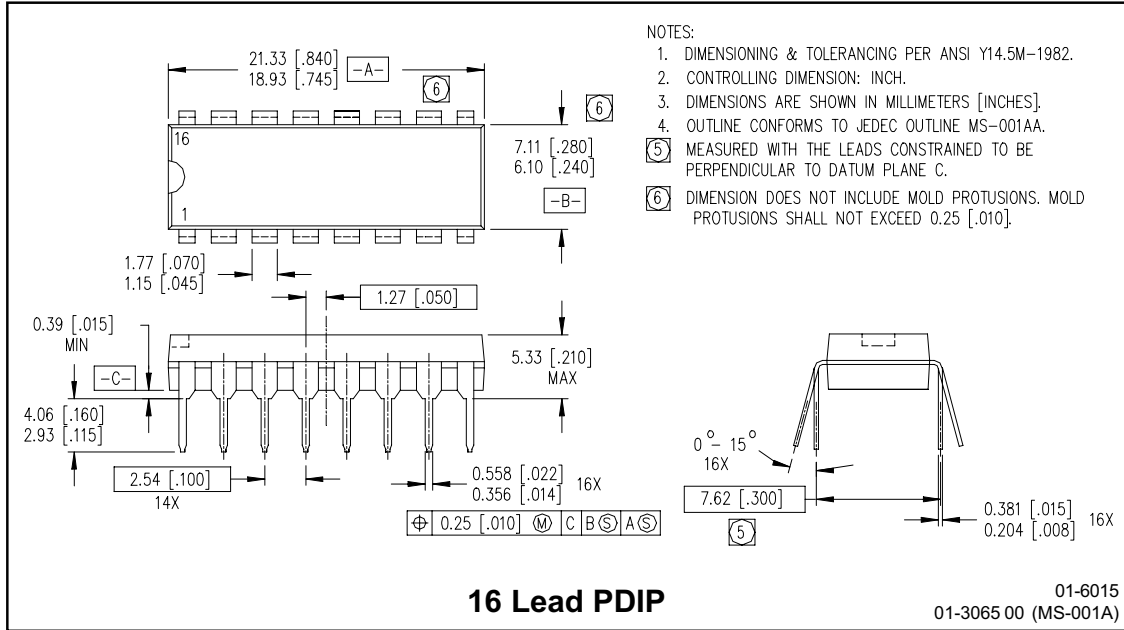 21.33 [.840]
18.93 [.745]
-A-
6
6
16
1
7.11 [.280]
6.10 [.240]
-B-
NOTES:
1. DIMENSIONING & TOLERANCING PER ANSI Y14.5M-1982.
2. CONTROLLING DIMENSION: INCH.
3. DIMENSIONS ARE SHOWN IN MILLIMETERS [INCHES].
4. OUTLINE CONFORMS TO JEDEC OUTLINE MS-001AA.
5 MEASURED WITH THE LEADS CONSTRAINED TO BE
PERPENDICULAR TO DATUM PLANE C.
6 DIMENSION DOES NOT INCLUDE MOLD PROTUSIONS. MOLD
PROTUSIONS SHALL NOT EXCEED 0.25 [.010].
1.77 [.070]
1.15 [.045]
1.27 [.050]
0.39 [.015]
MIN
-C-
5.33 [.210]
MAX
4.06 [.160]
2.93 [.115]
2.54 [.100]
14X
0.558 [.022]
0.356 [.014]
16X
⌖ 0.25 [.010] Ⓜ C B Ⓢ A Ⓢ
0°- 15°
16X
7.62 [.300]
5
0.381 [.015]
0.204 [.008]
16X
16 Lead PDIP
01-6015
01-3065 00 (MS-001A)